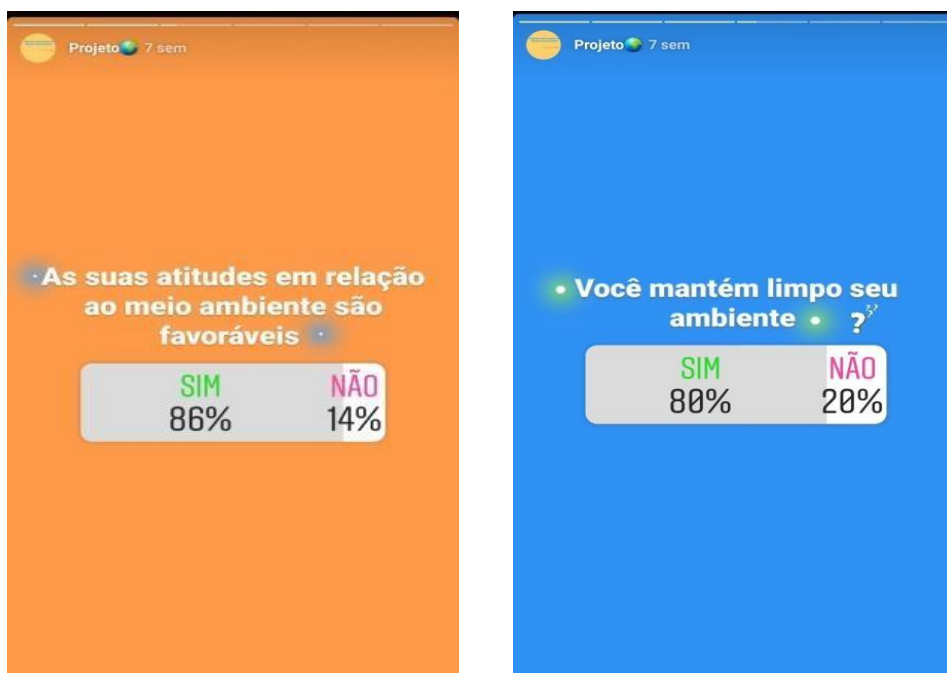 Projeto🌍 7 sem
·As suas atitudes em relação
ao meio ambiente são
favoráveis ·
SIM NÃO
86% 14%
Projeto🌍 7 sem
• Você mantém limpo seu
ambiente • ?
SIM NÃO
80% 20%